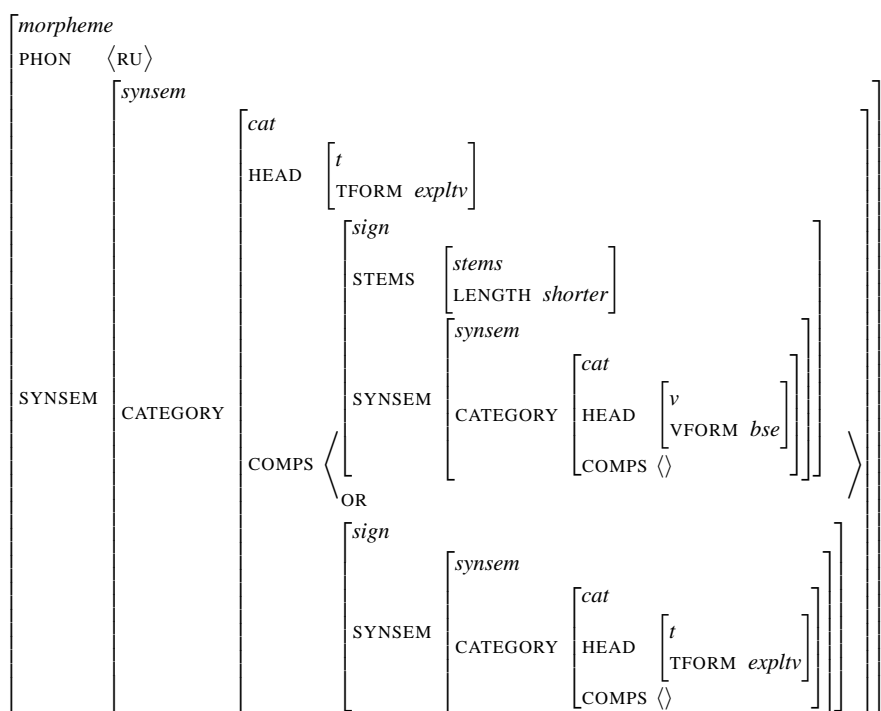 morpheme
PHON ⟨RU⟩
synsem
cat
HEAD t
TFORM expltv
sign
STEMS stems
LENGTH shorter
synsem
cat
SYNSEM CATEGORY COMPS SYNSEM CATEGORY HEAD v
VFORM bse
COMPS ⟨⟩
OR
sign
synsem
cat
SYNSEM CATEGORY HEAD t
TFORM expltv
COMPS ⟨⟩